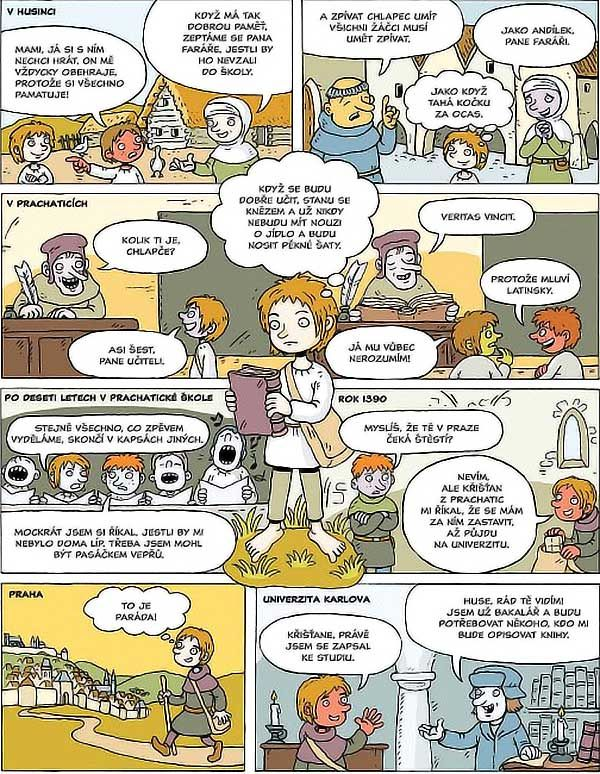 V HUSINCI
MAMI, JÁ SI S NÍM
NECHCI HRÁT, ON MĚ
VŽDYCKY OBEHRAJE,
PROTOŽE SI VŠECHNO
PAMATUJE!
KDYŽ MÁ TAK
DOBROU PAMĚŤ,
ZEPTÁME SE PANA
FARÁŘE, JESTLI BY
HO NEVZALI
DO ŠKOLY.
A ZPÍVAT CHLAPEC UMÍ?
VŠICHNI ŽÁČCI MUSÍ
UMĚT ZPÍVAT.
JAKO KDYŽ
TAHÁ KOČKU
ZA OCAS.
JAKO ANDÍLEK,
PANE FARÁŘI.
V PRACHATICÍCH
KOLIK TI JE,
CHLAPČE?
ASI ŠEST,
PANE UČITELI.
KDYŽ SE BUDU
DOBŘE UČIT, STANU SE
KNĚZEM A UŽ NIKDY
NEBUDU MÍT NOUZI
O JÍDLO A BUDU
NOSIT PĚKNÉ ŠATY.
VERITAS VINCIT.
JÁ MU VŮBEC
NEROZUMÍM!
PROTOŽE MLUVÍ
LATINSKY.
PO DESETI LETECH V PRACHATICKÉ ŠKOLE
STEJNĚ VŠECHNO, CO ZPĚVEM
VYDĚLÁME, SKONČÍ V KAPSÁCH JINÝCH.
MOCKRÁT JSEM SI ŘÍKAL, JESTLI BY MI
NEBYLO DOMA LÍP. TŘEBA JSEM MOHL
BÝT PASÁČKEM VEPŘŮ.
ROK 1390
MYSLÍŠ, ŽE TĚ V PRAZE
ČEKÁ ŠTĚSTÍ?
NEVÍM,
ALE KŘIŠŤAN
Z PRACHATIC
MI ŘÍKAL, ŽE SE MÁM
ZA NÍM ZASTAVIT,
AŽ PŮJDU
NA UNIVERZITU.
PRAHA
TO JE
PARÁDA!
UNIVERZITA KARLOVA
KŘIŠŤANE, PRÁVĚ
JSEM SE ZAPSAL
KE STUDIU.
HUSE, RÁD TĚ VIDÍM!
JSEM UŽ BAKALÁŘ A BUDU
POTŘEBOVAT NĚKOHO, KDO MI
BUDE OPISOVAT KNIHY.